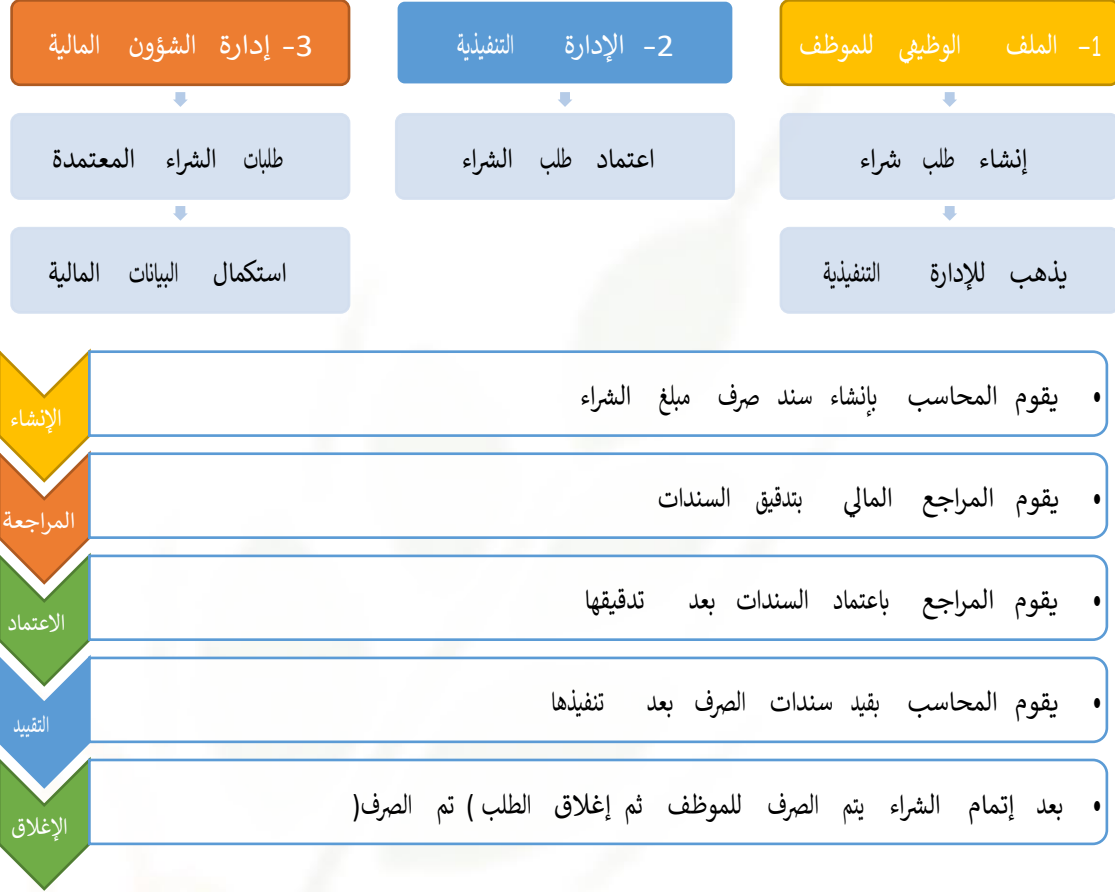 1- الملف الوظيفي للموظف
إنشاء طلب شراء
يذهب للإدارة التنفيذية
2- الإدارة التنفيذية
اعتماد طلب الشراء
3- إدارة الشؤون المالية
طلبات الشراء المعتمدة
استكمال البيانات المالية
الإنشاء
• يقوم المحاسب بإنشاء سند صرف مبلغ الشراء
المراجعة
• يقوم المراجع المالي بتدقيق السندات
الاعتماد
• يقوم المراجع باعتماد السندات بعد تدقيقها
التقييد
• يقوم المحاسب بقيد سندات الصرف بعد تنفيذها
الإغلاق
• بعد إتمام الشراء يتم الصرف للموظف ثم إغلاق الطلب ( تم الصرف)